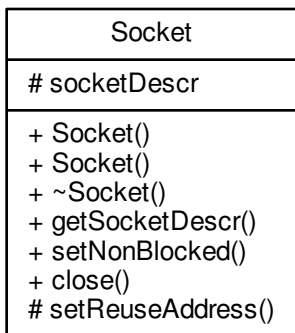 Socket
# socketDescr
+ Socket()
+ Socket()
+ ~Socket()
+ getSocketDescr()
+ setNonBlocked()
+ close()
# setReuseAddress()